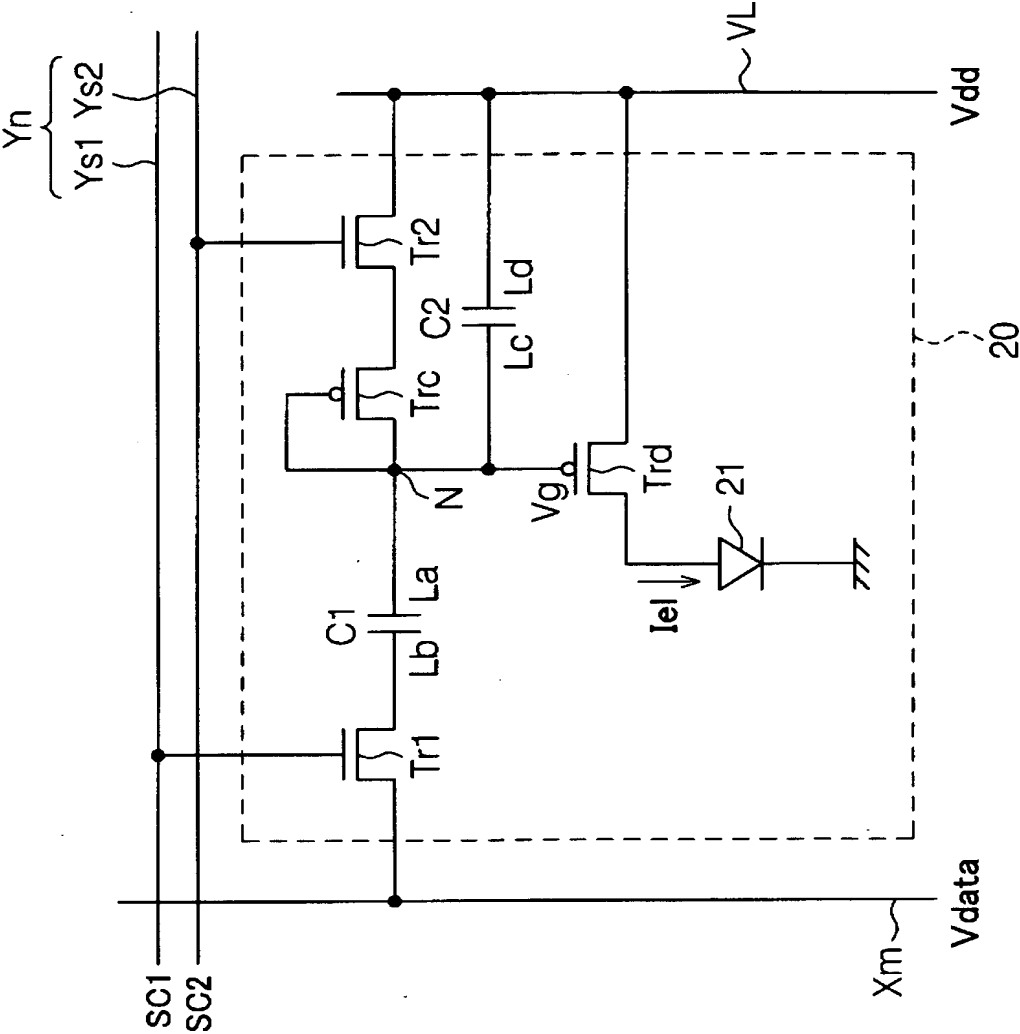 Yn
Ys1
Ys2
SC1
SC2
VL
Vdd
Tr2
Trc
C2
Lc
Ld
N
Vg
Trd
21
Iel
C1
La
Lb
Tr1
20
Xm
Vdata